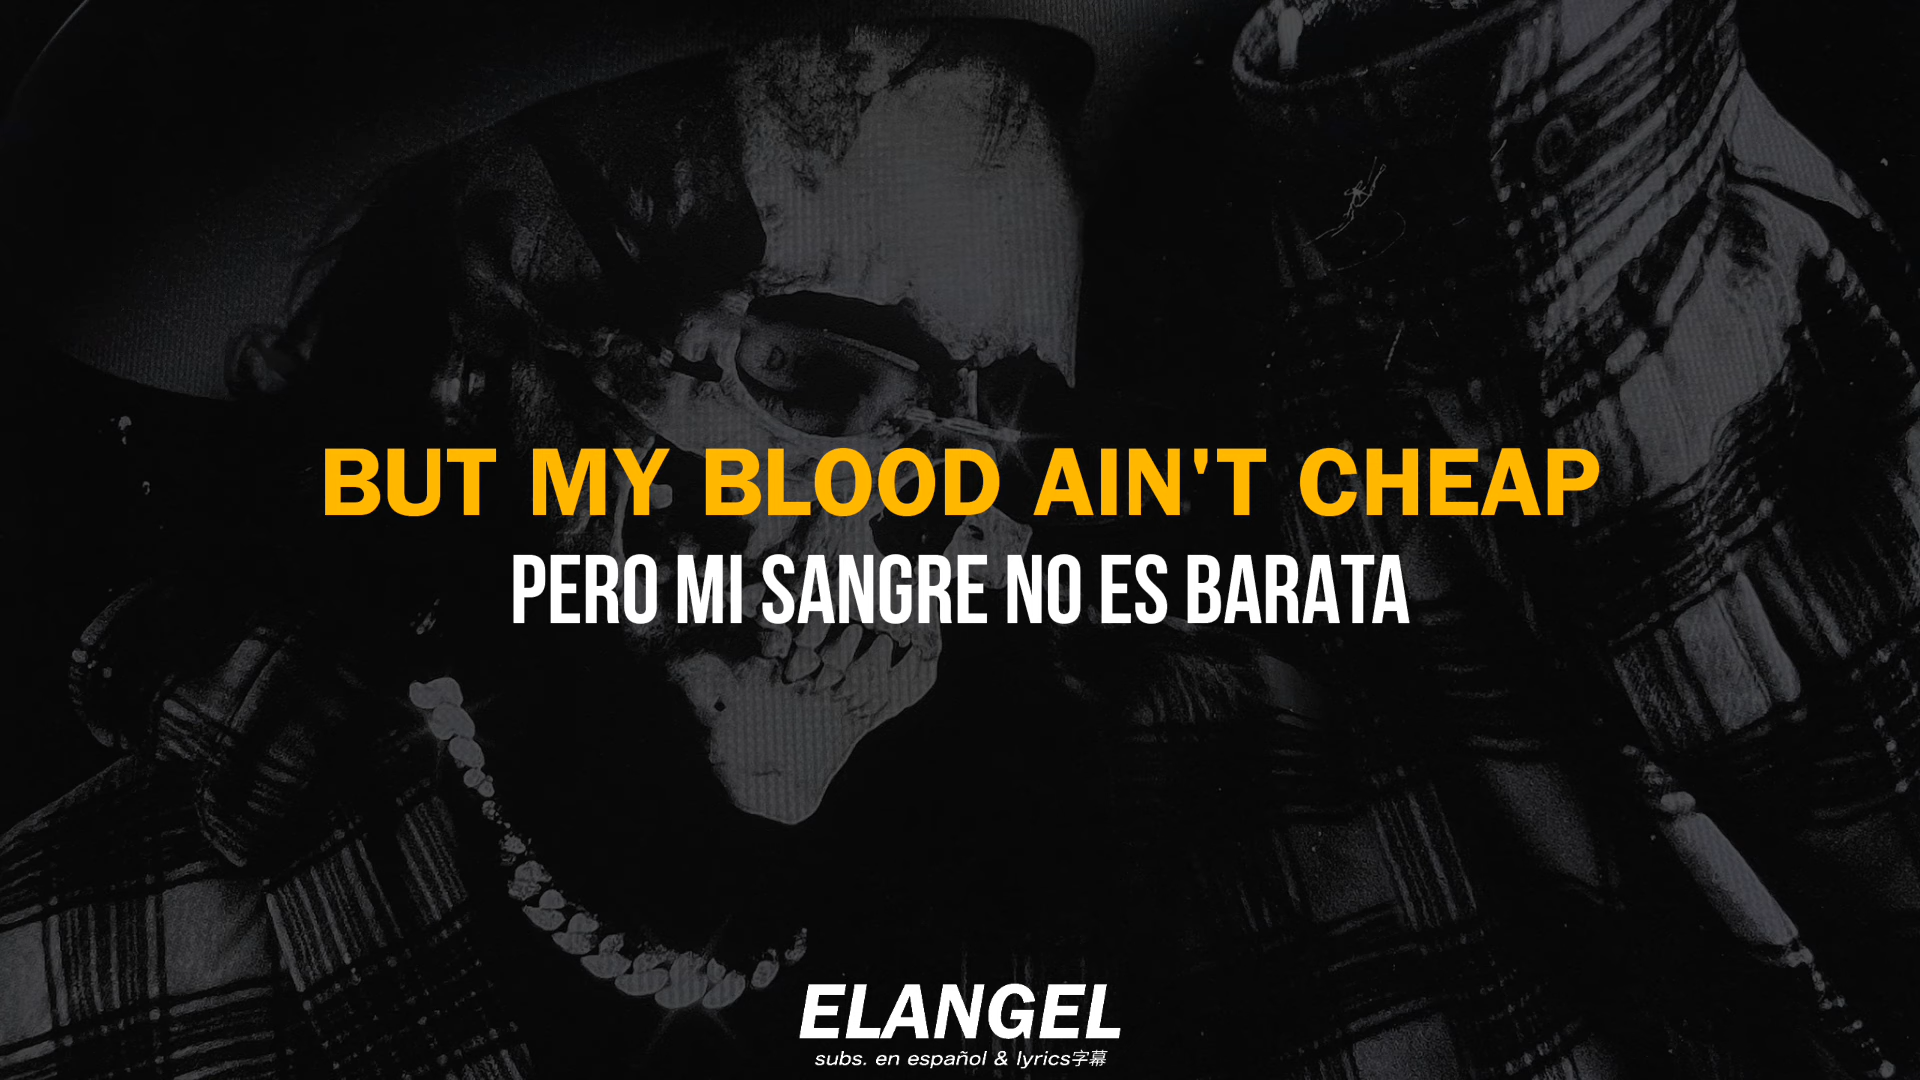 BUT MY BLOOD AIN'T CHEAP
PERO MI SANGRE NO ES BARATA
ELANGEL
subs. en español & lyrics字幕